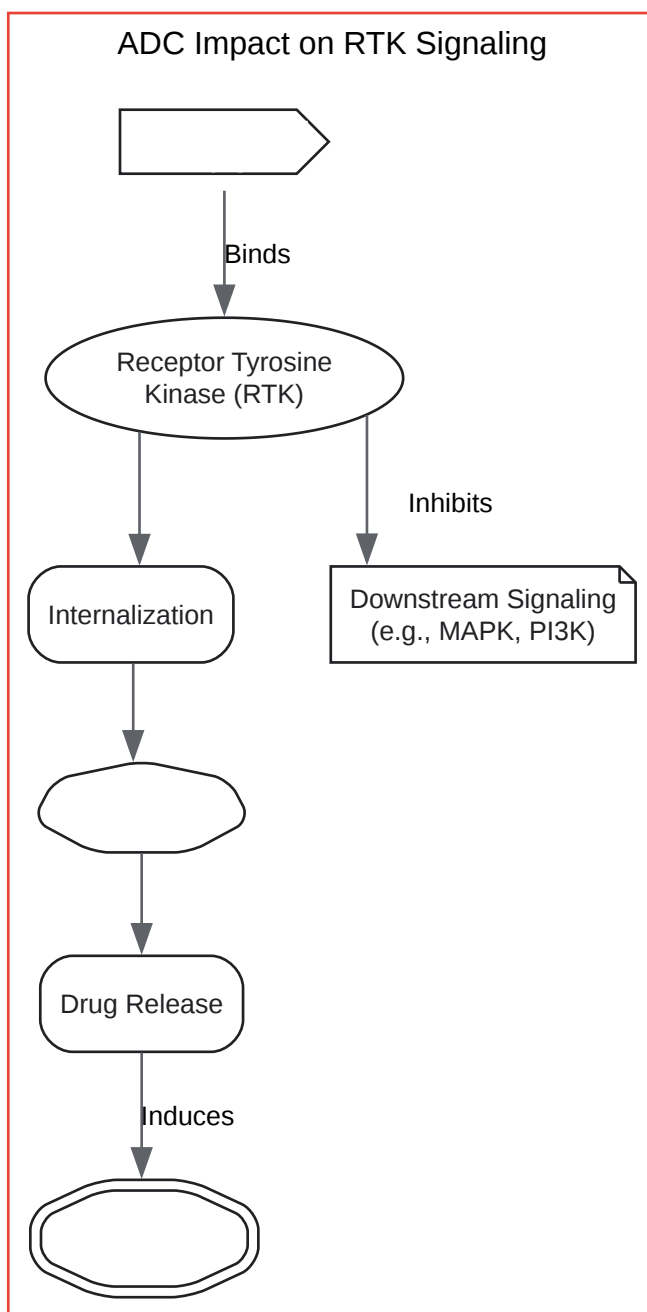 ADC Impact on RTK Signaling
Binds
Receptor Tyrosine
Kinase (RTK)
Inhibits
Internalization
Downstream Signaling
(e.g., MAPK, PI3K)
Drug Release
Induces